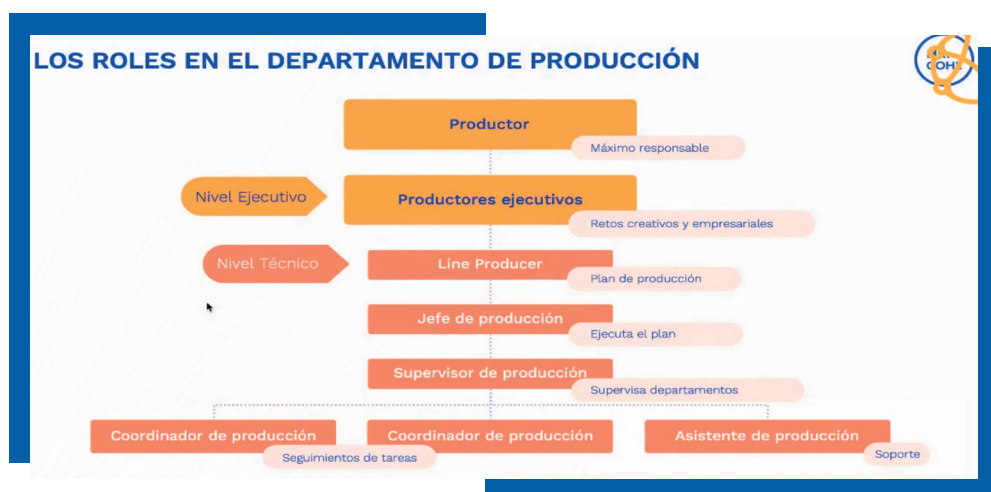 LOS ROLES EN EL DEPARTAMENTO DE PRODUCCIÓN
Productor
Máximo responsable
Nivel Ejecutivo
Productores ejecutivos
Retos creativos y empresariales
Nivel Técnico
Line Producer
Plan de producción
Jefe de producción
Ejecuta el plan
Supervisor de producción
Supervisa departamentos
Coordinador de producción
Coordinador de producción
Asistente de producción
Seguimientos de tareas
Soporte